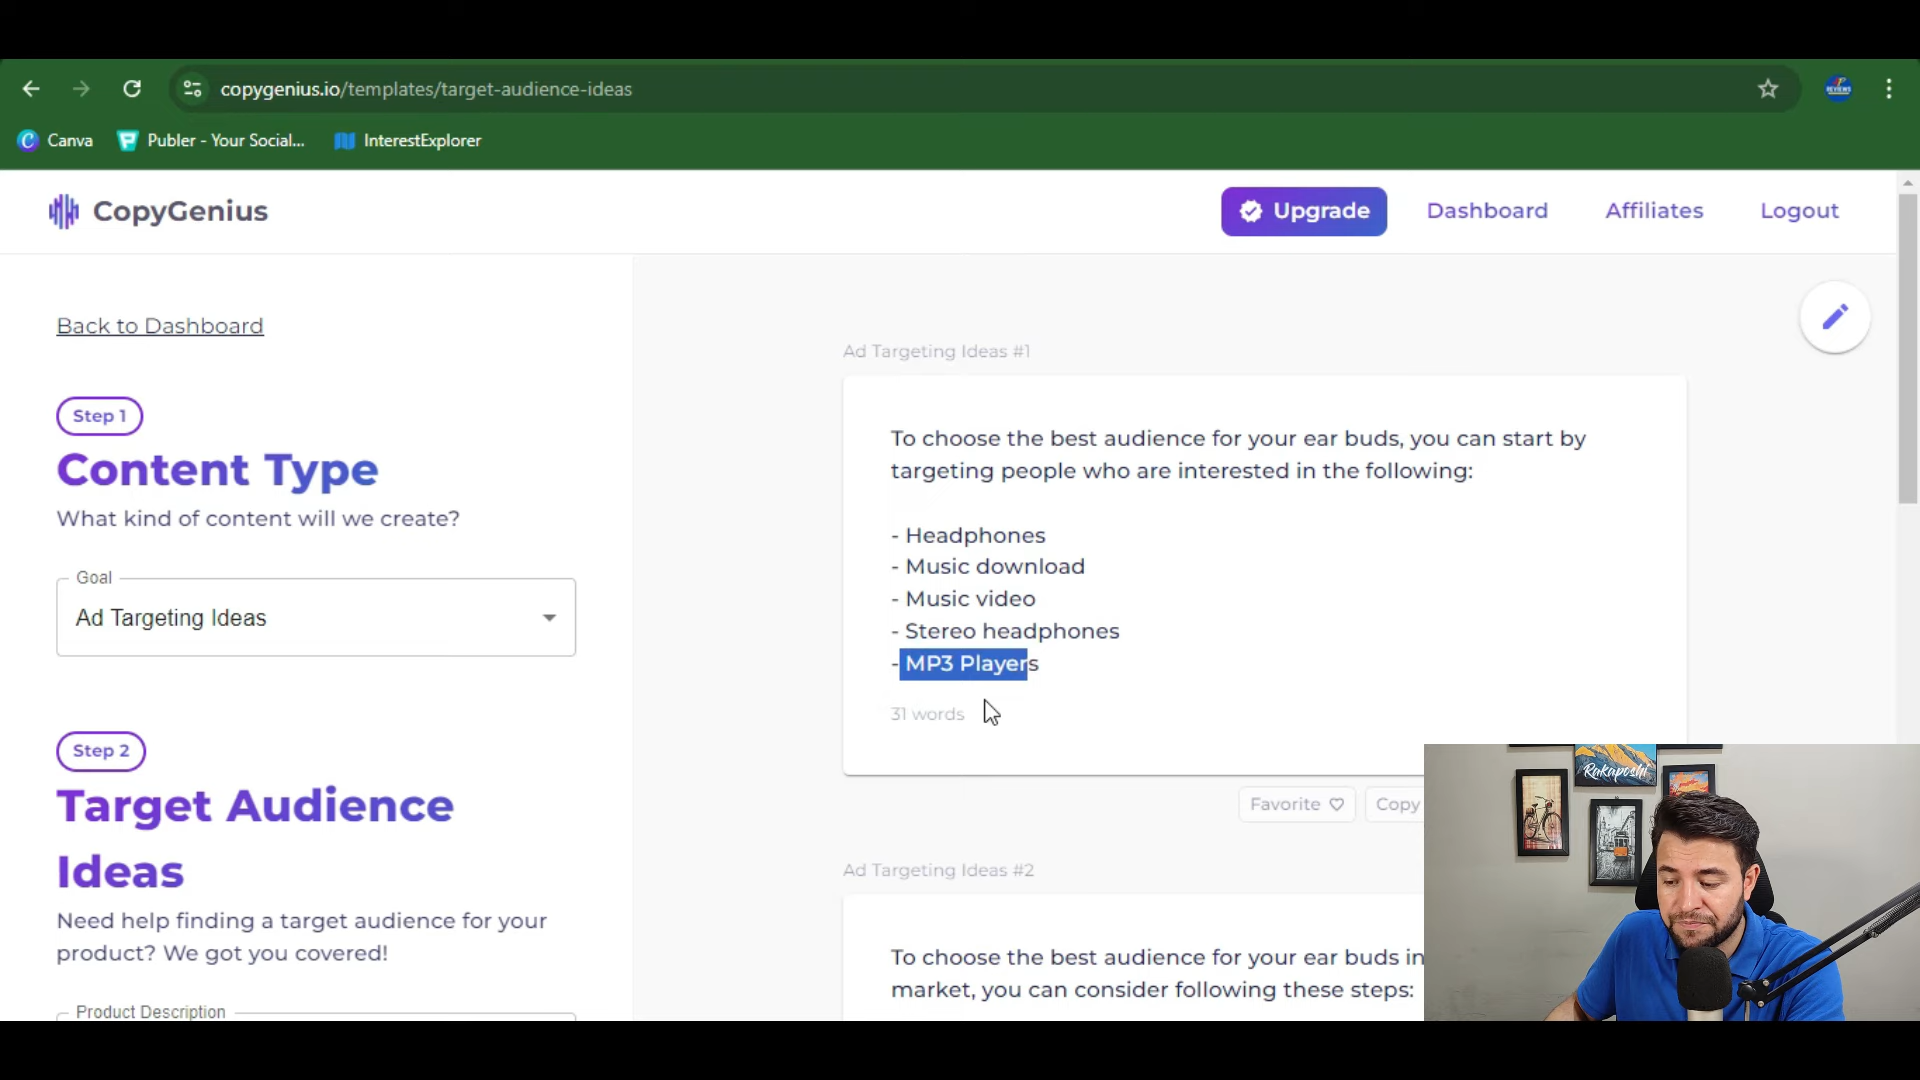 copygenius.io/templates/target-audience-ideas
Canva
Publer - Your Social...
InterestExplorer
CopyGenius
Upgrade
Dashboard
Affiliates
Logout
Back to Dashboard
Step 1
Content Type
What kind of content will we create?
Goal
Ad Targeting Ideas
Step 2
Target Audience
Ideas
Need help finding a target audience for your
product? We got you covered!
Product Description
Ad Targeting Ideas #1
To choose the best audience for your ear buds, you can start by
targeting people who are interested in the following:
- Headphones
- Music download
- Music video
- Stereo headphones
- MP3 Players
31 words
Favorite
Copy
Ad Targeting Ideas #2
To choose the best audience for your ear buds in
market, you can consider following these steps:
Rakaposhi